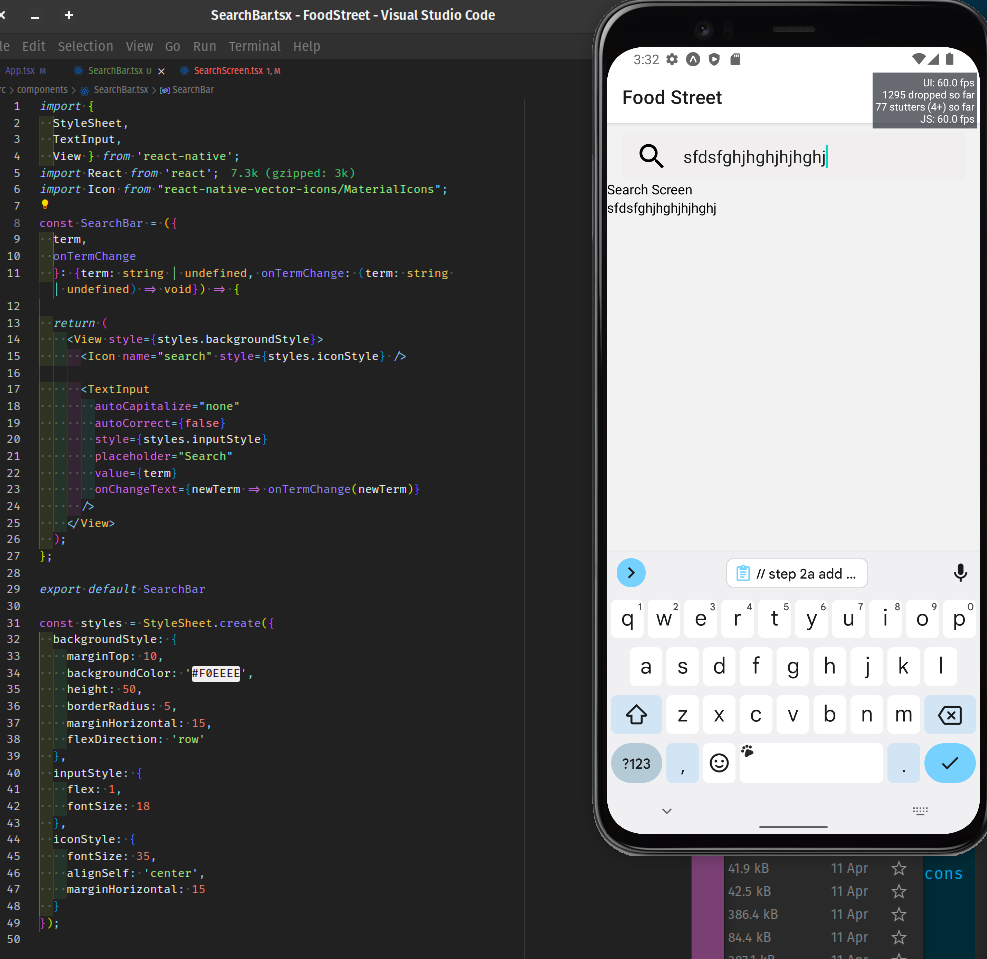 SearchBar.tsx - FoodStreet - Visual Studio Code
le Edit Selection View Go Run Terminal Help
App.tsx M SearchBar.tsx U × SearchScreen.tsx 1, M
rc > components > SearchBar.tsx > SearchBar
1 import {
2 StyleSheet,
3 TextInput,
4 View } from 'react-native';
5 import React from 'react'; 7.3k (gzipped: 3k)
6 import Icon from "react-native-vector-icons/MaterialIcons";
7
8 const SearchBar = ({
9 term,
10 onTermChange
11 }: {term: string | undefined, onTermChange: (term: string
| undefined) => void}) => {
12
13 return (
14 <View style={styles.backgroundStyle}>
15 <Icon name="search" style={styles.iconStyle} />
16
17 <TextInput
18 autoCapitalize="none"
19 autoCorrect={false}
20 style={styles.inputStyle}
21 placeholder="Search"
22 value={term}
23 onChangeText={newTerm => onTermChange(newTerm)}
24 />
25 </View>
26 );
27 };
28
29 export default SearchBar
30
31 const styles = StyleSheet.create({
32 backgroundStyle: {
33 marginTop: 10,
34 backgroundColor: '#F0EEEE',
35 height: 50,
36 borderRadius: 5,
37 marginHorizontal: 15,
38 flexDirection: 'row'
39 },
40 inputStyle: {
41 flex: 1,
42 fontSize: 18
43 },
44 iconStyle: {
45 fontSize: 35,
46 alignSelf: 'center',
47 marginHorizontal: 15
48 }
49 });
50
3:32
UI: 60.0 fps
1295 dropped so far
77 stutters (4+) so far
JS: 60.0 fps
Food Street
sfdsfghjhghjhjhghj
Search Screen
sfdsfghjhghjhjhghj
// step 2a add ...
q1 w2 e3 r4 t5 y6 u7 i8 o9 p0
a s d f g h j k l
z x c v b n m
?123 , .
41.9 kB 11 Apr
cons
42.5 kB 11 Apr
386.4 kB 11 Apr
84.4 kB 11 Apr